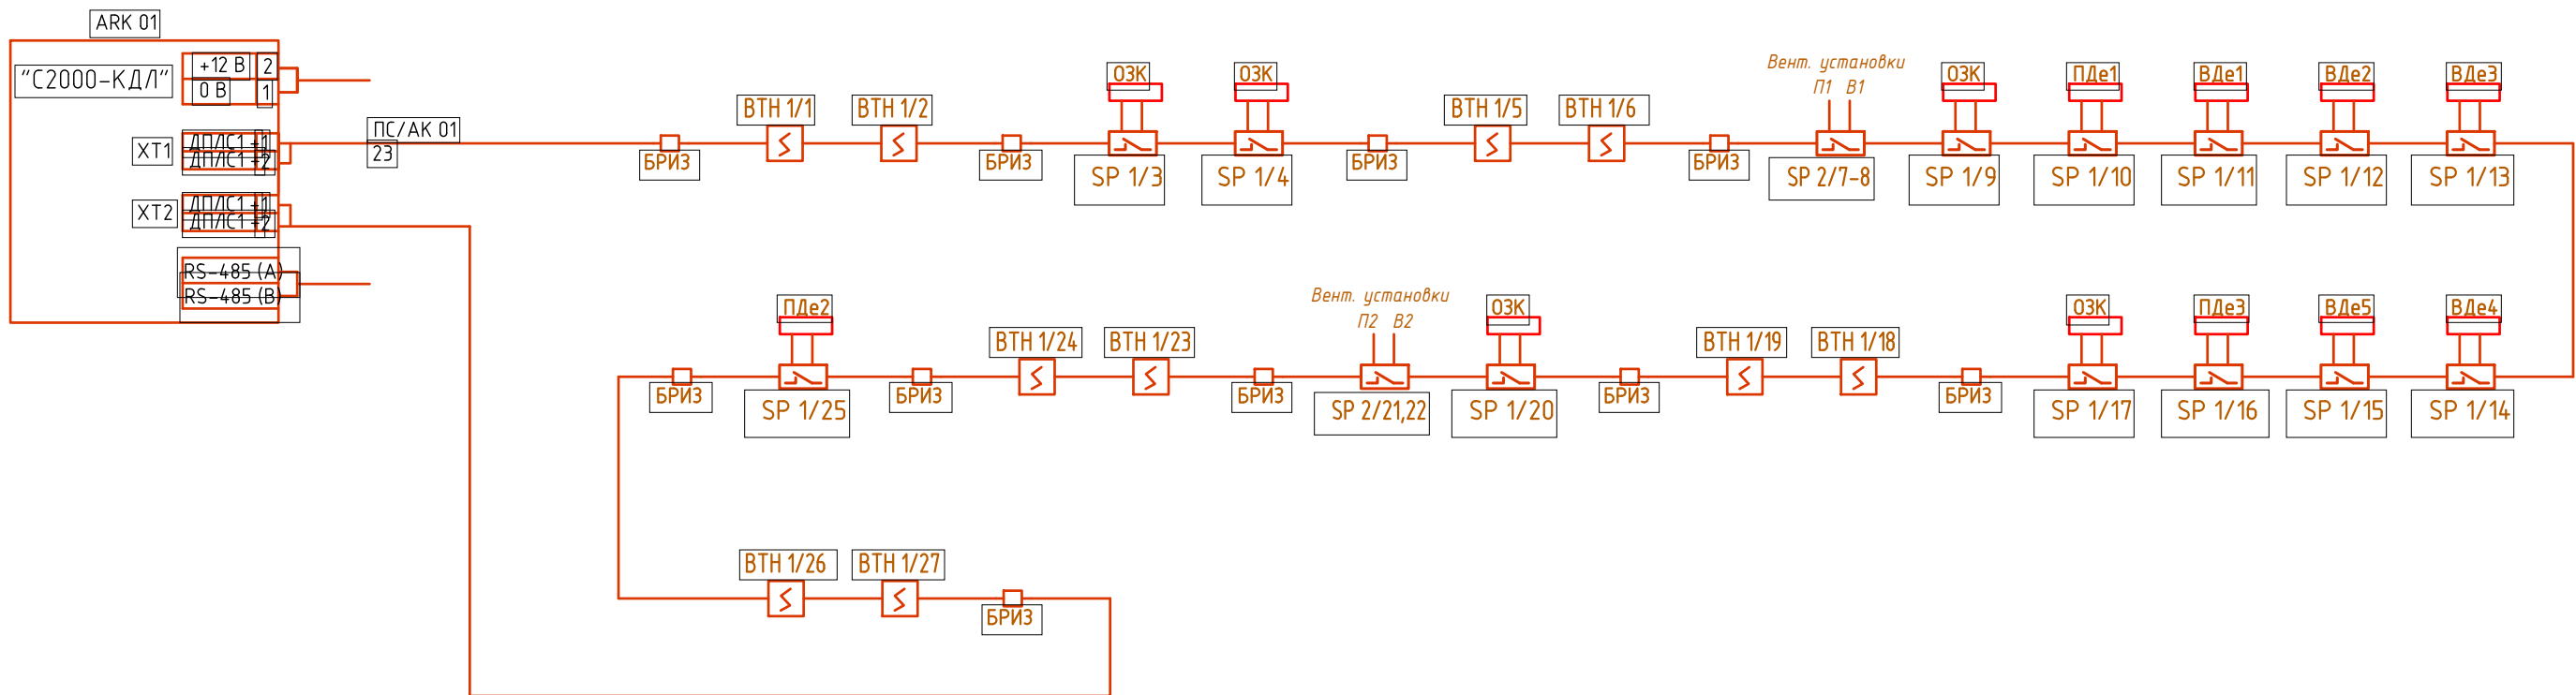 ARK 01
"С2000-КДЛ"
+12 В 2
0 В 1
XT1
ДПЛС1 +1
ДПЛС1 +2
XT2
ДПЛС1 +1
ДПЛС1 +2
RS-485 (A)
RS-485 (B)
ПС/АК 01
23
БРИЗ
ВТН 1/1
ВТН 1/2
БРИЗ
ОЗК
SP 1/3
ОЗК
SP 1/4
БРИЗ
ВТН 1/5
ВТН 1/6
БРИЗ
Вент. установки
П1 В1
SP 2/7-8
ОЗК
SP 1/9
ПДе1
SP 1/10
ВДе1
SP 1/11
ВДе2
SP 1/12
ВДе3
SP 1/13
БРИЗ
ПДе2
SP 1/25
БРИЗ
ВТН 1/24
ВТН 1/23
БРИЗ
Вент. установки
П2 В2
SP 2/21,22
ОЗК
SP 1/20
БРИЗ
ВТН 1/19
ВТН 1/18
БРИЗ
ОЗК
SP 1/17
ПДе3
SP 1/16
ВДе5
SP 1/15
ВДе4
SP 1/14
ВТН 1/26
ВТН 1/27
БРИЗ